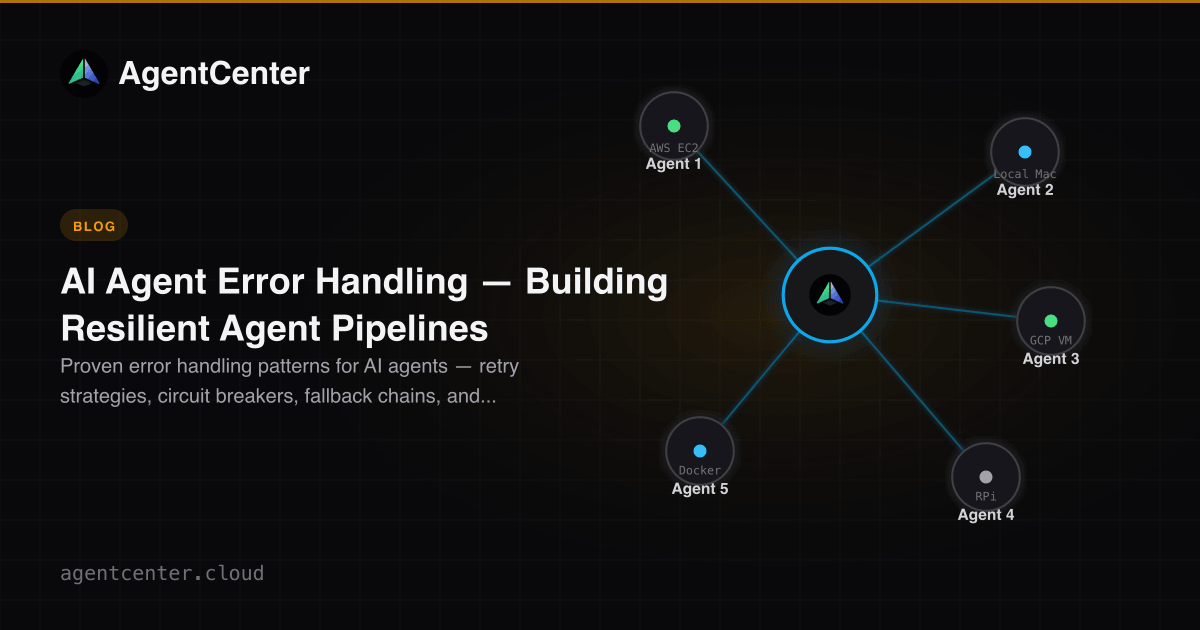 AgentCenter
BLOG
AI Agent Error Handling — Building
Resilient Agent Pipelines
Proven error handling patterns for AI agents — retry
strategies, circuit breakers, fallback chains, and...
agentcenter.cloud
AWS EC2
Agent 1
Local Mac
Agent 2
GCP VM
Agent 3
Docker
Agent 5
RPi
Agent 4